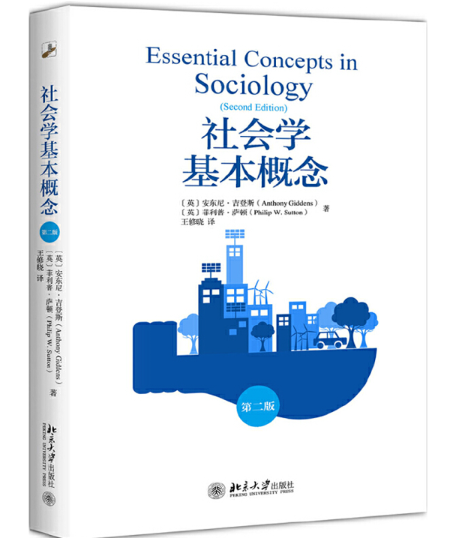 Essential Concepts in
Sociology
(Second Edition)
社会学
基本概念
〔英〕安东尼·吉登斯（Anthony Giddens）
〔英〕菲利普·萨顿（Philip W. Sutton）
著
王修晓 译
第二版
北京大学出版社
PEKING UNIVERSITY PRESS
社会学基本概念
第二版
〔英〕安东尼·吉登斯（Anthony Giddens）
〔英〕菲利普·萨顿（Philip W. Sutton）
著
王修晓 译
北京大学出版社
PEKING UNIVERSITY PRESS